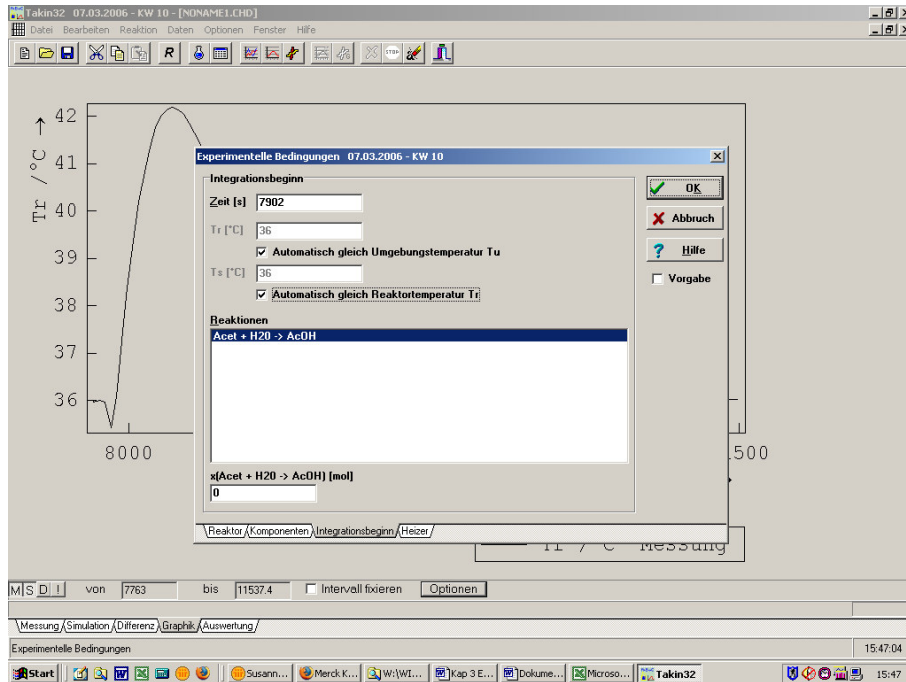 Takin32 07.03.2006 - KW 10 - [NONAME1.CHD]
Datei Bearbeiten Reaktion Daten Optionen Fenster Hilfe
R
STOP
42
41
40
39
38
37
36
Tr /°C →
8000
Experimentelle Bedingungen 07.03.2006 - KW 10
Integrationsbeginn
Zeit [s] 7902
Tr [°C] 36
Automatisch gleich Umgebungstemperatur Tu
Ts [°C] 36
Automatisch gleich Reaktortemperatur Tr
Reaktionen
Acet + H20 -> AcOH
x(Acet + H20 -> AcOH) [mol]
0
Reaktor Komponenten Integrationsbeginn Heizer
OK
Abbruch
Hilfe
Vorgabe
500
Tr / °C Messung
M S D ! von 7763 bis 11537.4 Intervall fixieren Optionen
Messung Simulation Differenz Graphik Auswertung
Experimentelle Bedingungen 15:47:04
Start Susann... Merck K... W:\WI... Kap 3 E... Dokume... Microso... Takin32 15:47